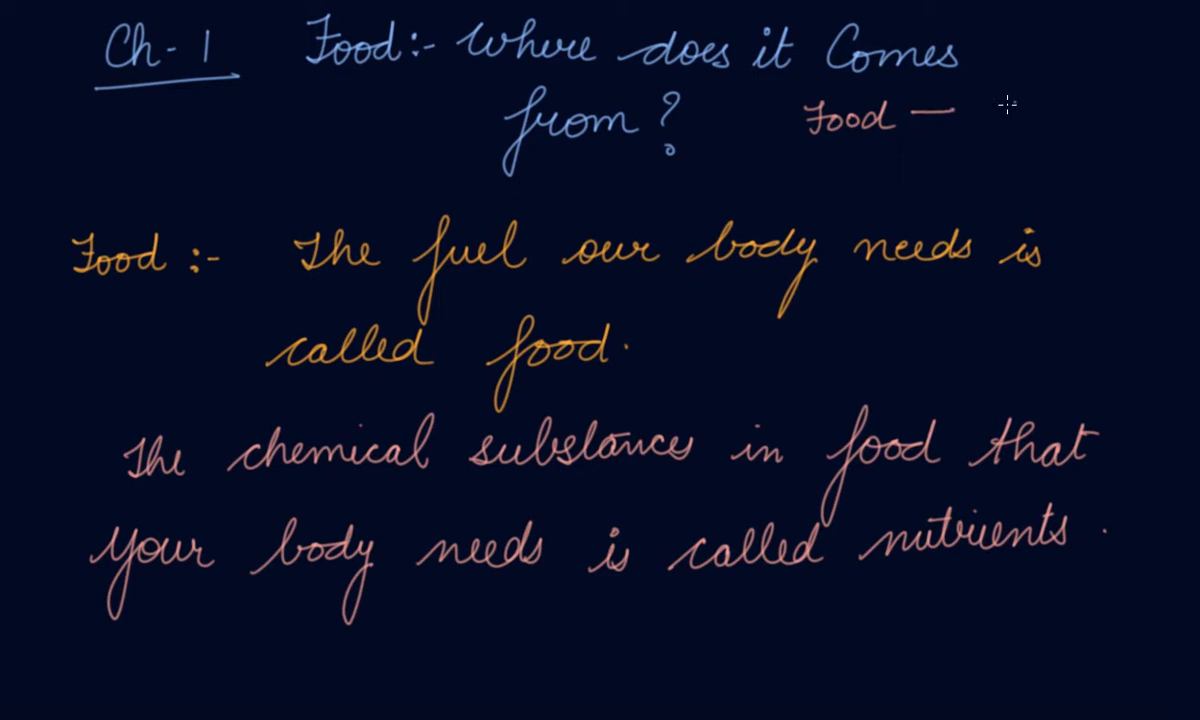 Ch- 1 Food:- Where does it Comes
from? Food —
Food :- The fuel our body needs is
called food.
The chemical substances in food that
your body needs is called nutrients.